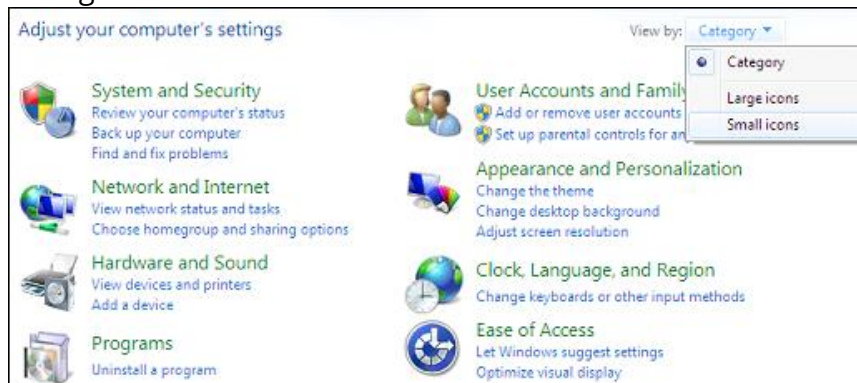 Adjust your computer's settings
View by: Category
Category
Large icons
Small icons
System and Security
Review your computer's status
Back up your computer
Find and fix problems
Network and Internet
View network status and tasks
Choose homegroup and sharing options
Hardware and Sound
View devices and printers
Add a device
Programs
Uninstall a program
User Accounts and Family
Add or remove user accounts
Set up parental controls for
Appearance and Personalization
Change the theme
Change desktop background
Adjust screen resolution
Clock, Language, and Region
Change keyboards or other input methods
Ease of Access
Let Windows suggest settings
Optimize visual display